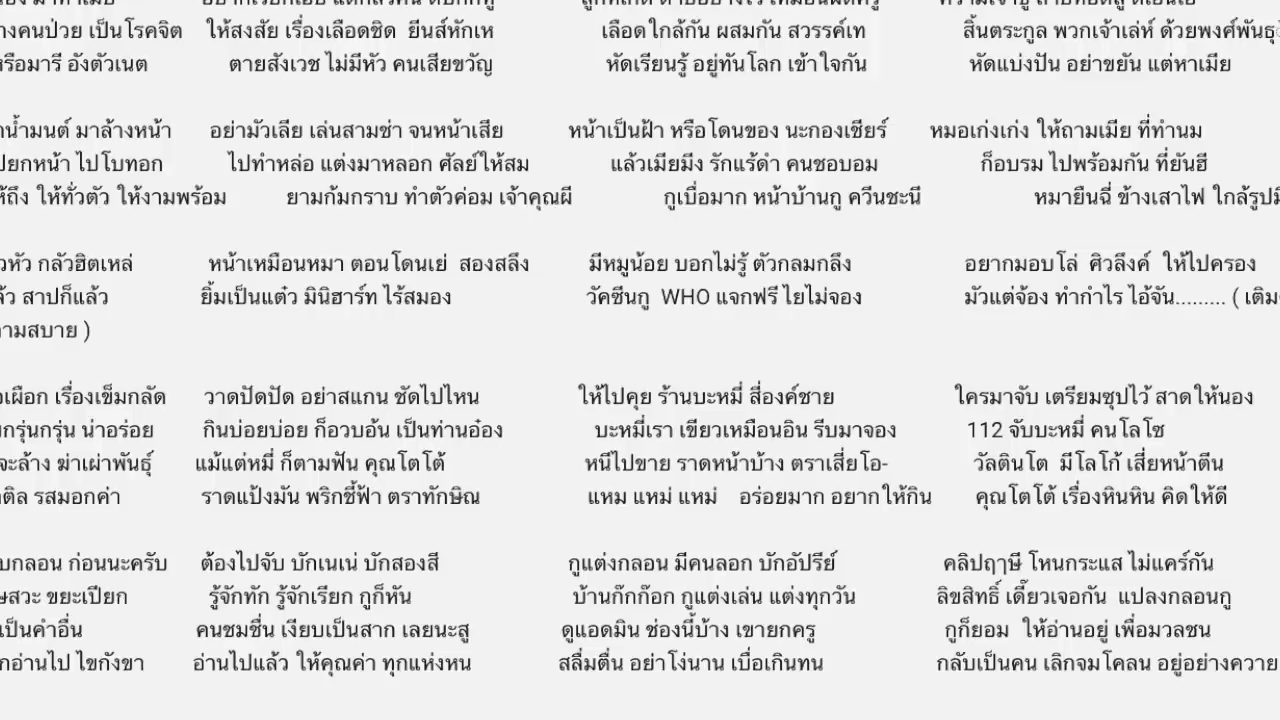 างคนป่วย เป็นโรคจิต ให้สงสัย เรื่องเลือดชิด ยีนส์หักเห เลือดใกล้กัน ผสมกัน สวรรค์เท สิ้นตระกูล พวกเจ้าเล่ห์ ด้วยพงศ์พันธุ
รือมารี อังตัวเนต ตายสังเวช ไม่มีหัว คนเสียขวัญ หัดเรียนรู้ อยู่ทันโลก เข้าใจกัน หัดแบ่งปัน อย่าขยัน แต่หาเมีย
น้ำมนต์ มาล้างหน้า อย่ามัวเลีย เล่นสามช่า จนหน้าเสีย หน้าเป็นฝ้า หรือโดนของ นะกองเชียร์ หมอเก่งเก่ง ให้ถามเมีย ที่ทำนม
ปยกหน้า ไปโบทอก ไปทำหล่อ แต่งมาหลอก ศัลย์ให้สม แล้วเมียมึง รักแร้ดำ คนชอบอม ก็อบรม ไปพร้อมกัน ที่ยันฮี
ห้ถึง ให้ทั่วตัว ให้งามพร้อม ยามก้มกราบ ทำตัวค่อม เจ้าคุณผี กูเบื่อมาก หน้าบ้านกู ควีนชะนี หมายืนฉี่ ข้างเสาไฟ ใกล้รูปมี
วหัว กลัวฮิตเหล่ หน้าเหมือนหมา ตอนโดนเย่ สองสลึง มีหมูน้อย บอกไม่รู้ ตัวกลมกลึง อยากมอบโล่ ศิวลึงค์ ให้ไปครอง
ล้ว สาปก็แล้ว ยิ้มเป็นแต๋ว มินิฮาร์ท ไร้สมอง วัคซีนกู WHO แจกฟรี ไยไม่จอง มัวแต่จ้อง ทำกำไร ไอ้จัน......... ( เติม
ามสบาย )
เผือก เรื่องเข็มกลัด วาดปัดปัด อย่าสแกน ชัดไปไหน ให้ไปคุย ร้านบะหมี่ สี่องค์ชาย ใครมาจับ เตรียมซุปไว้ สาดให้นอง
กรุ่นกรุ่น น่าอร่อย กินบ่อยบ่อย ก็อวบอ้น เป็นท่านอ๋อง บะหมี่เรา เขียวเหมือนอิน รีบมาจอง 112 จับบะหมี่ คนโลโซ
จะล้าง ฆ่าเผ่าพันธุ์ แม้แต่หมี่ ก็ตามฟัน คุณโตโต้ หนีไปขาย ราดหน้าบ้าง ตราเสี่ยโอ- วัลตินโต มีโลโก้ เสี่ยหน้าตีน
ติล รสมอกค่า ราดแป้งมัน พริกชี้ฟ้า ตราทักษิณ แหม แหม่ แหม่ อร่อยมาก อยากให้กิน คุณโตโต้ เรื่องหินหิน คิดให้ดี
บกลอน ก่อนนะครับ ต้องไปจับ บักเนเน่ บักสองสี กูแต่งกลอน มีคนลอก บักอัปรีย์ คลิปฤๅษี โหนกระแส ไม่แคร์กัน
ษสวะ ขยะเปียก รู้จักทัก รู้จักเรียก กูก็หัน บ้านก๊กก๊อก กูแต่งเล่น แต่งทุกวัน ลิขสิทธิ์ เดี๋ยวเจอกัน แปลงกลอนกู
เป็นคำอื่น คนชมชื่น เงียบเป็นสาก เลยนะสู ดูแอดมิน ช่องนี้บ้าง เขายกครู กูก็ยอม ให้อ่านอยู่ เพื่อมวลชน
กอ่านไป ไขกังขา อ่านไปแล้ว ให้คุณค่า ทุกแห่งหน สลึ่มตื่น อย่าโง่นาน เบื่อเกินทน กลับเป็นคน เลิกจมโคลน อยู่อย่างควาย